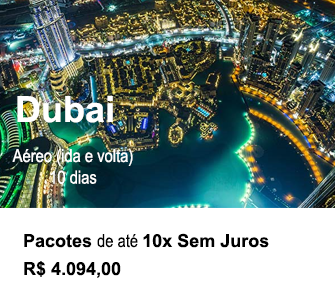 Dubai
Aéreo (ida e volta)
10 dias
Pacotes de até 10x Sem Juros
R$ 4.094,00